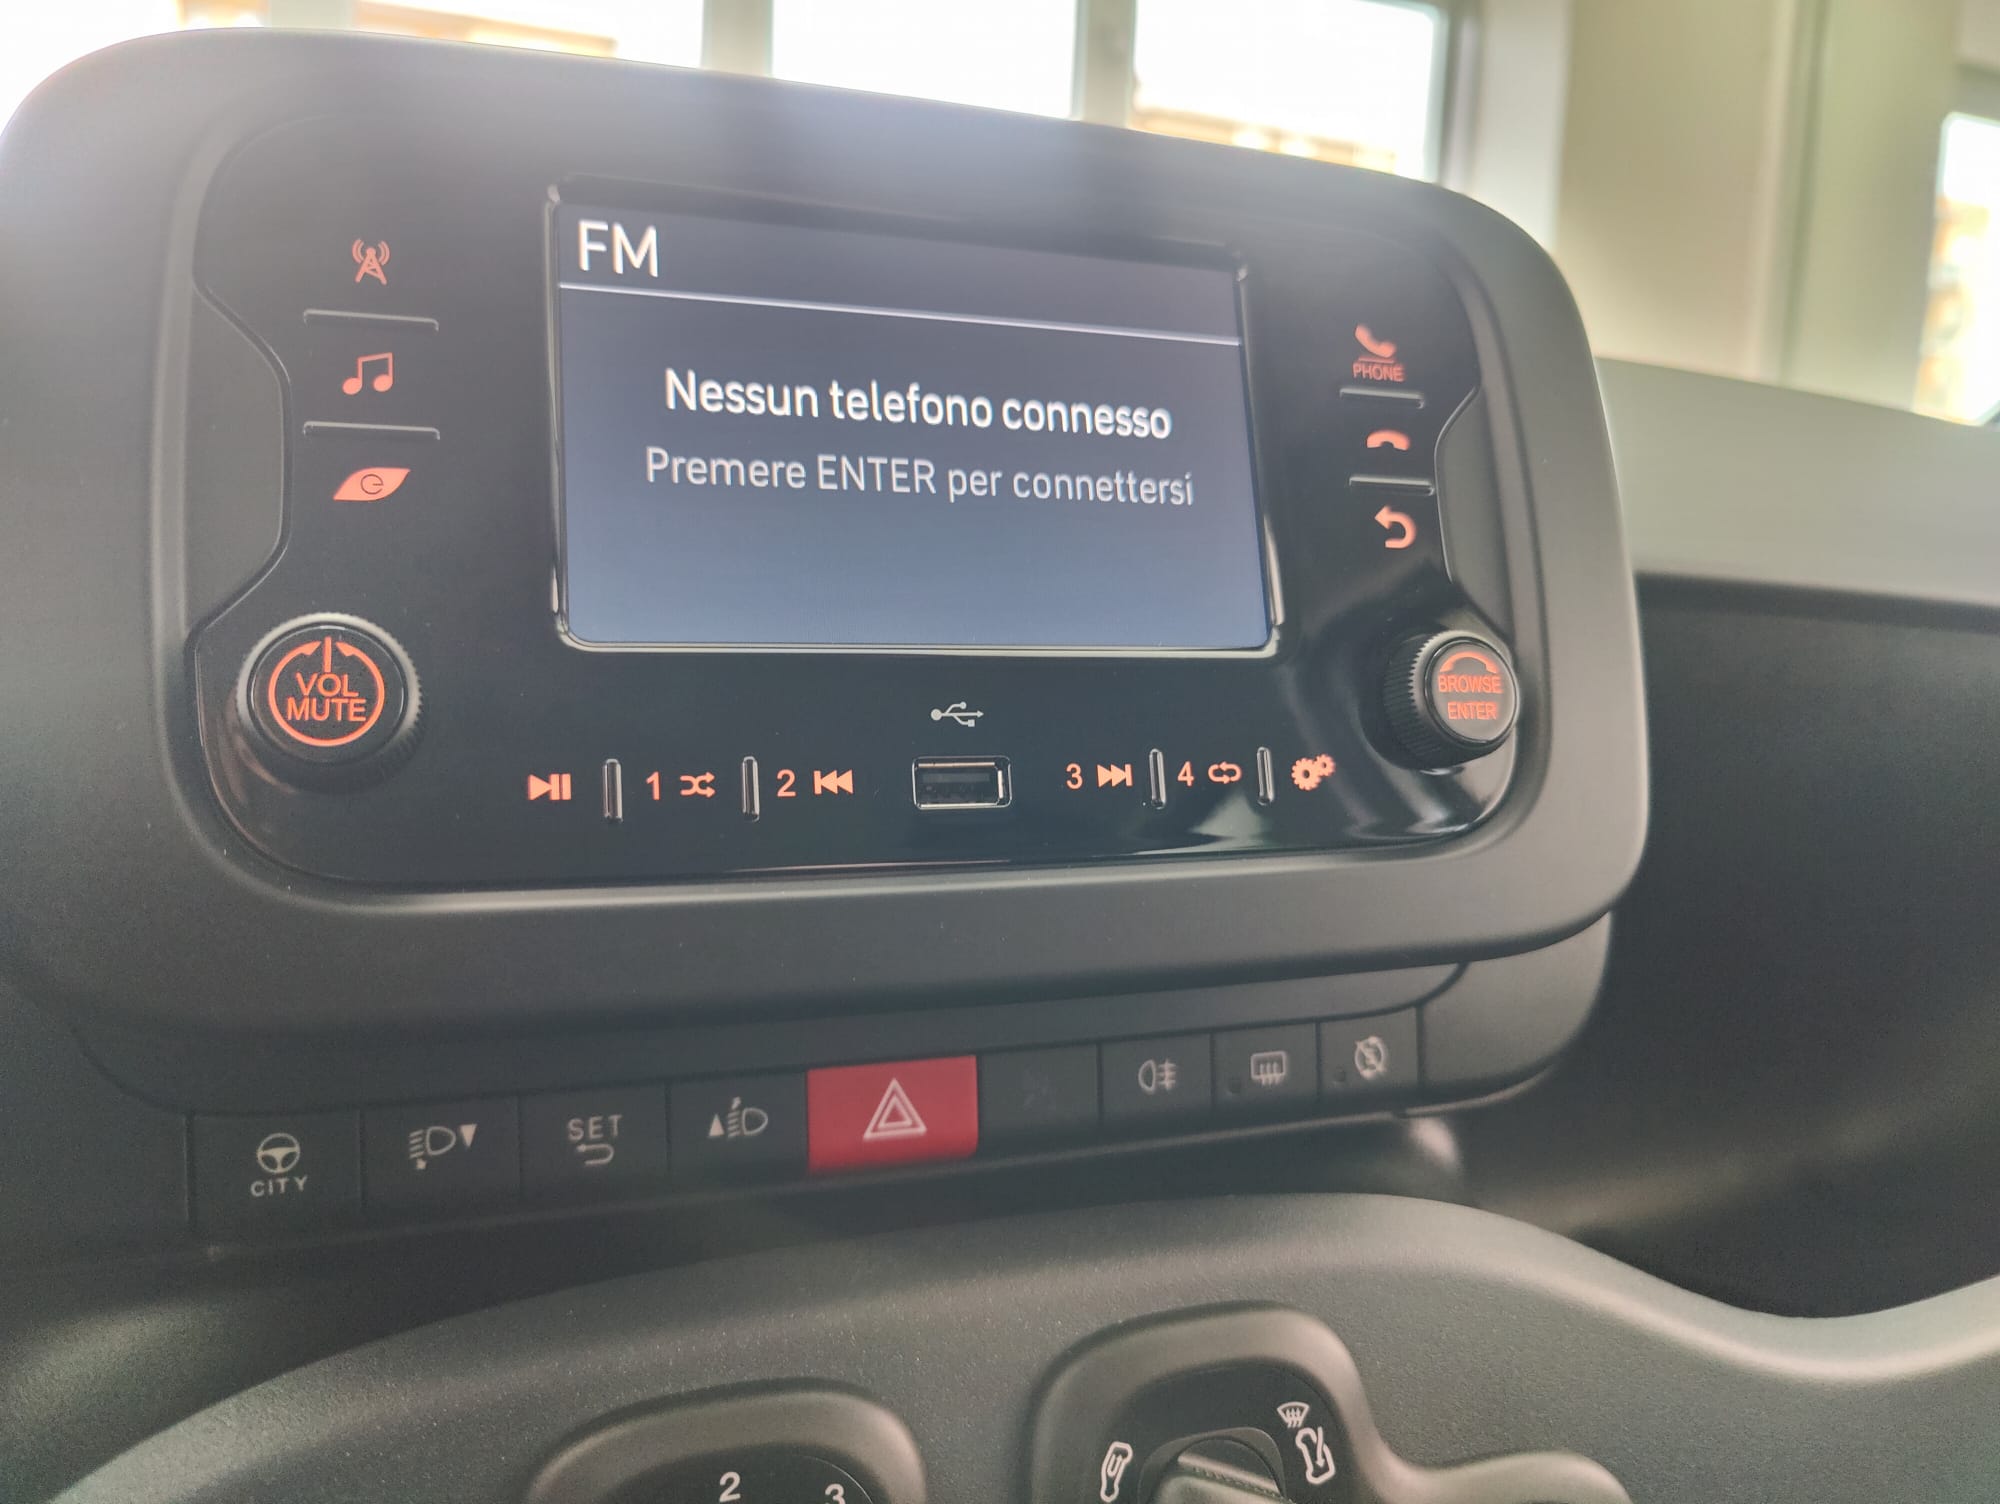 FM
Nessun telefono connesso
Premere ENTER per connettersi
PHONE
e
VOL
MUTE
BROWSE
ENTER
1 2 3 4
CITY
SET
2 3